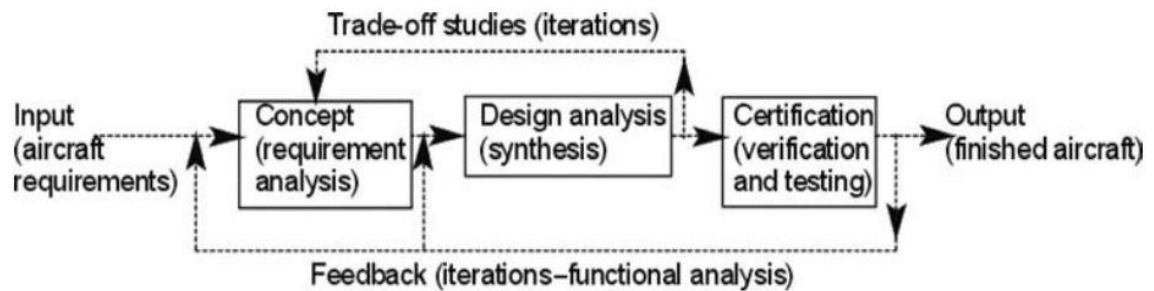 Trade-off studies (iterations)
Input
(aircraft
requirements)
Concept
(requirement
analysis)
Design analysis
(synthesis)
Certification
(verification
and testing)
Output
(finished aircraft)
Feedback (iterations–functional analysis)